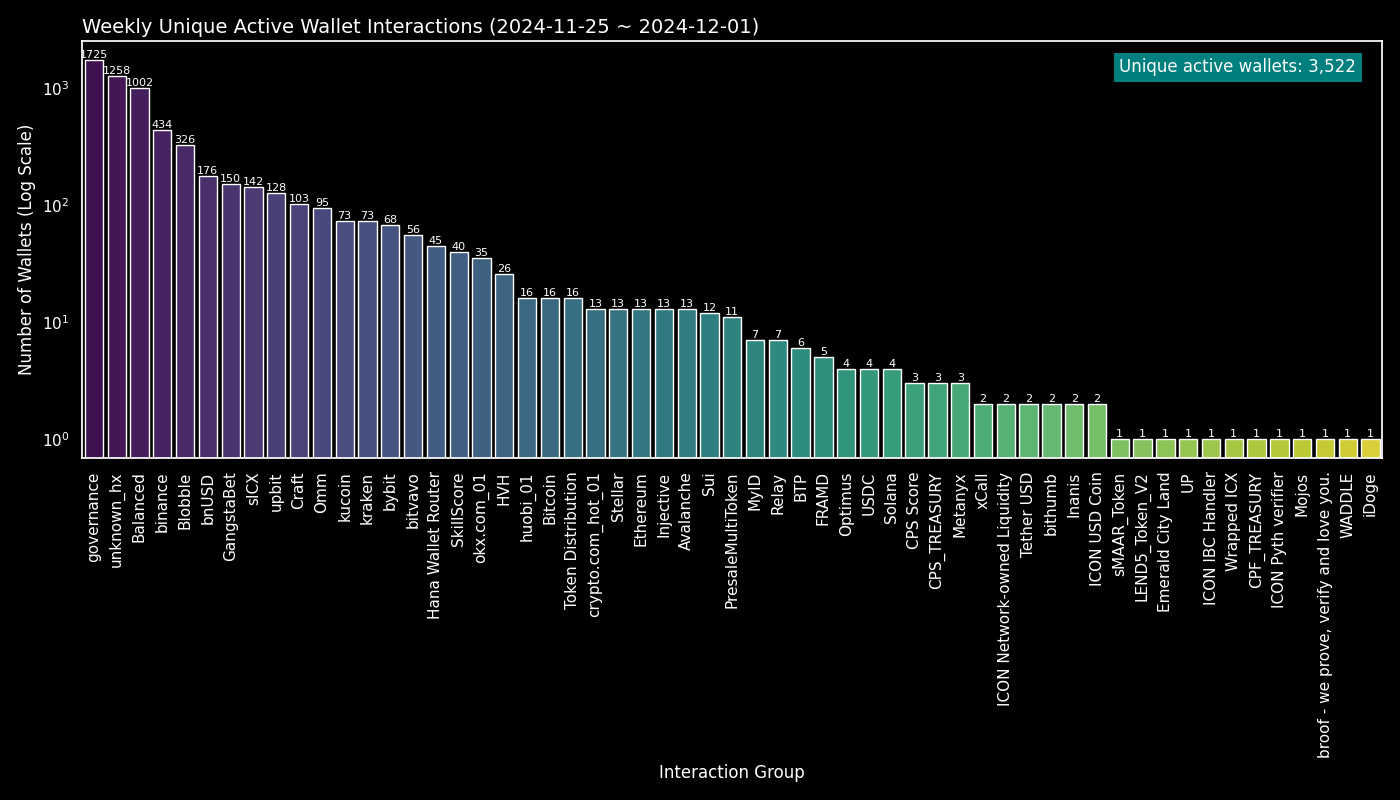 Weekly Unique Active Wallet Interactions (2024-11-25 ~ 2024-12-01)
Unique active wallets: 3,522
Number of Wallets (Log Scale)
10³
10²
10¹
10⁰
1725
1258
1002
434
326
176
150
142
128
103
95
73
73
68
56
45
40
35
26
16
16
16
13
13
13
13
13
12
11
7
7
6
5
4
4
4
3
3
3
2
2
2
2
2
2
1
1
1
1
1
1
1
1
1
1
1
1
governance
unknown_hx
Balanced
binance
Blobble
bnUSD
GangstaBet
sICX
upbit
Craft
Omm
kucoin
kraken
bybit
bitvavo
Hana Wallet Router
SkillScore
okx.com_01
HVH
huobi_01
Bitcoin
Token Distribution
crypto.com_hot_01
Stellar
Ethereum
Injective
Avalanche
Sui
PresaleMultiToken
MyID
Relay
BTP
FRAMD
Optimus
USDC
Solana
CPS Score
CPS_TREASURY
Metanyx
xCall
ICON Network-owned Liquidity
Tether USD
bithumb
Inanis
ICON USD Coin
sMAAR_Token
LEND5_Token_V2
Emerald City Land
UP
ICON IBC Handler
Wrapped ICX
CPF_TREASURY
ICON Pyth verifier
Mojos
broof - we prove, verify and love you.
WADDLE
iDoge
Interaction Group